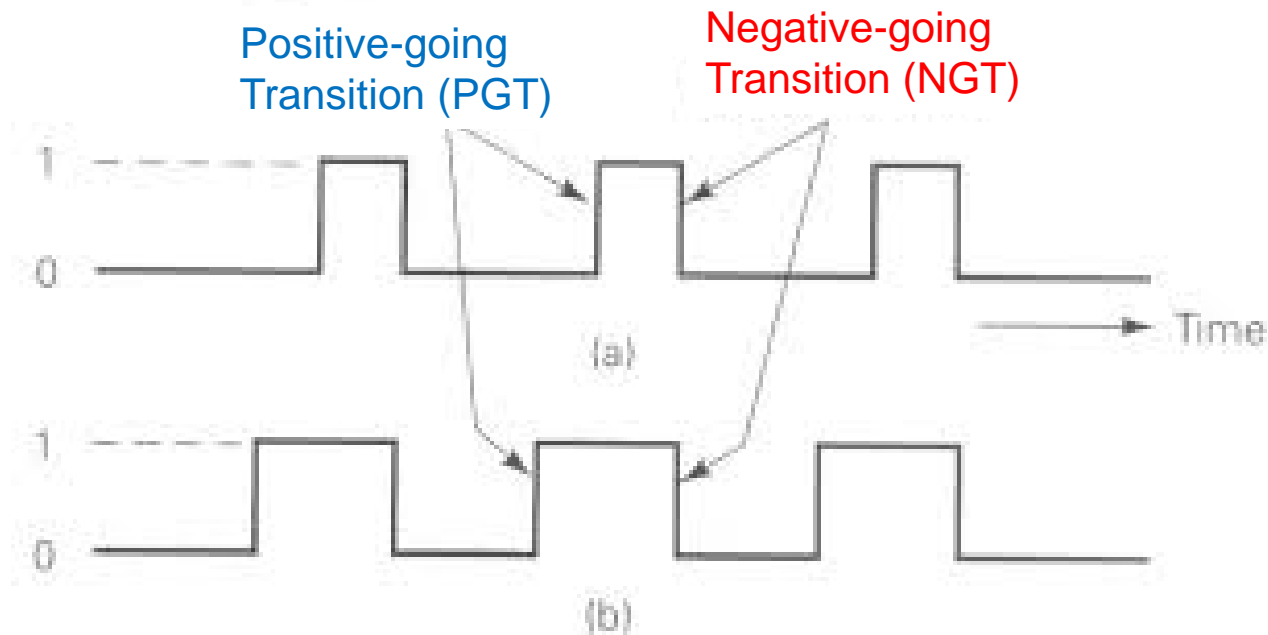 Positive-going
Transition (PGT)
Negative-going
Transition (NGT)
1
0
Time
(a)
1
0
(b)